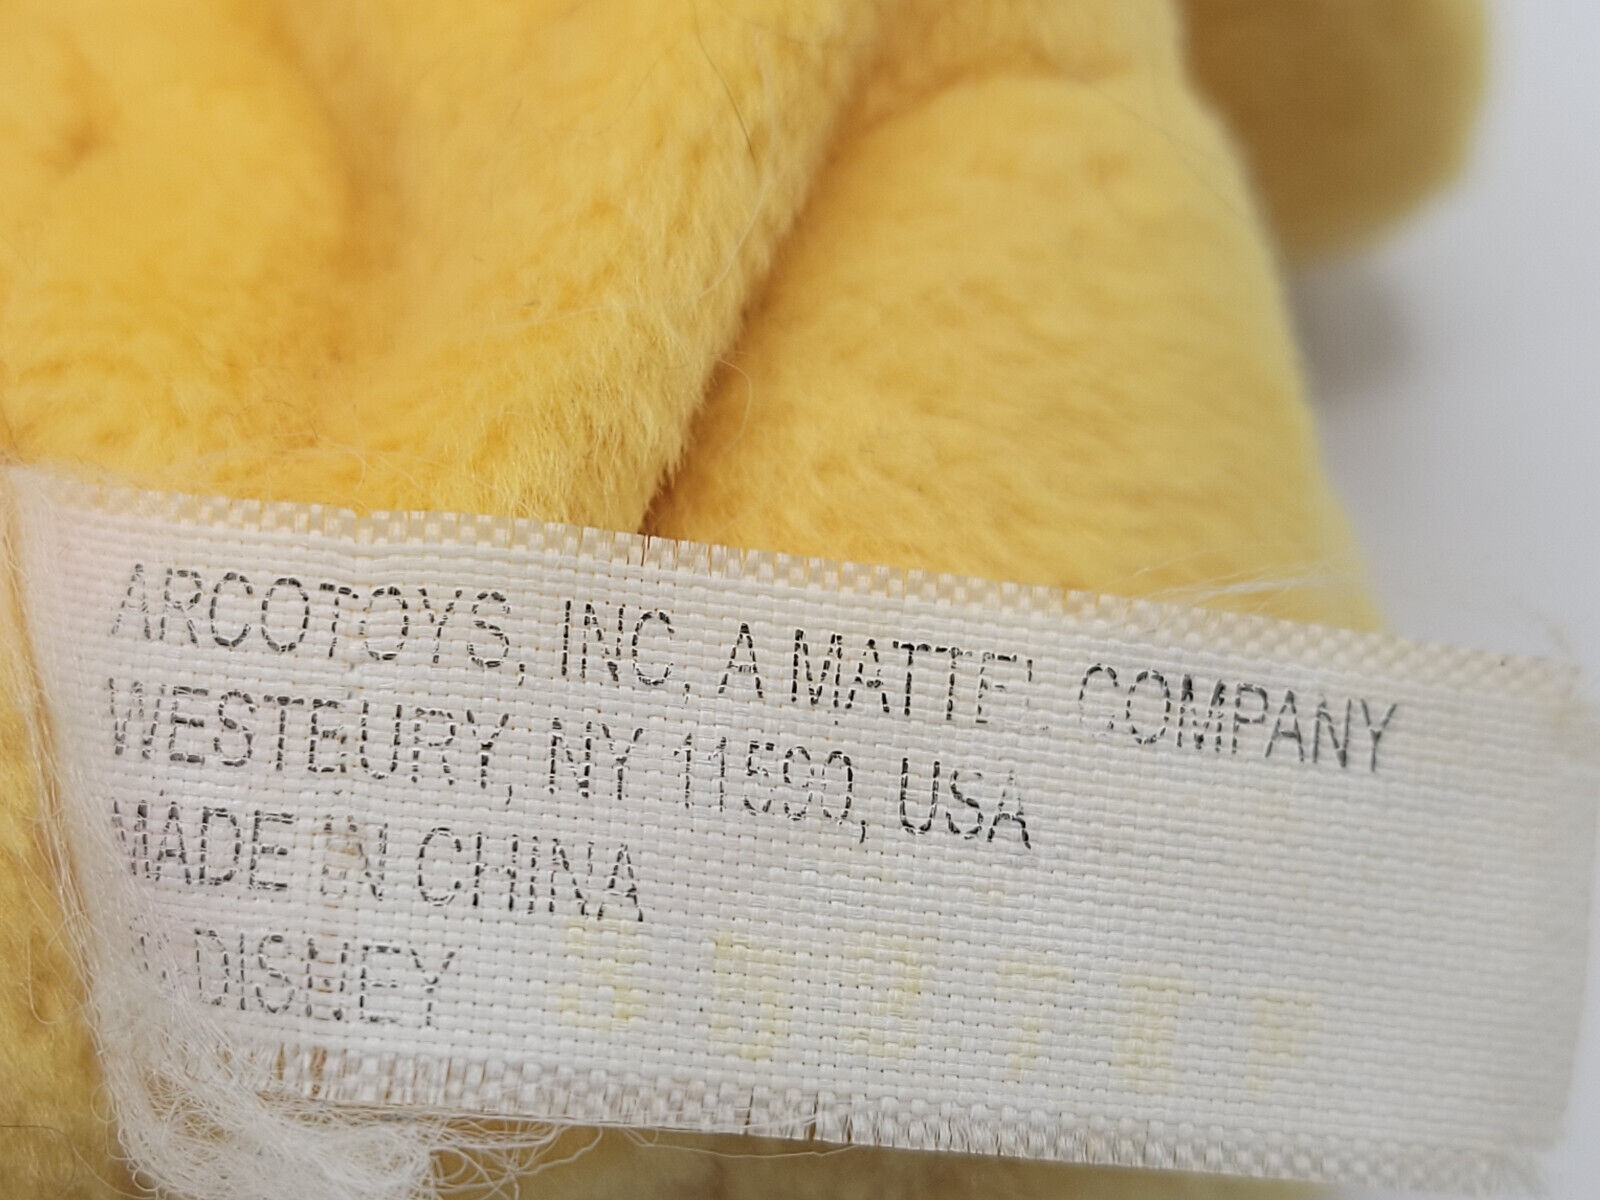 ARCOTOYS, INC, A MATTEL COMPANY
WESTBURY, NY 11590, USA
MADE IN CHINA
DISNEY